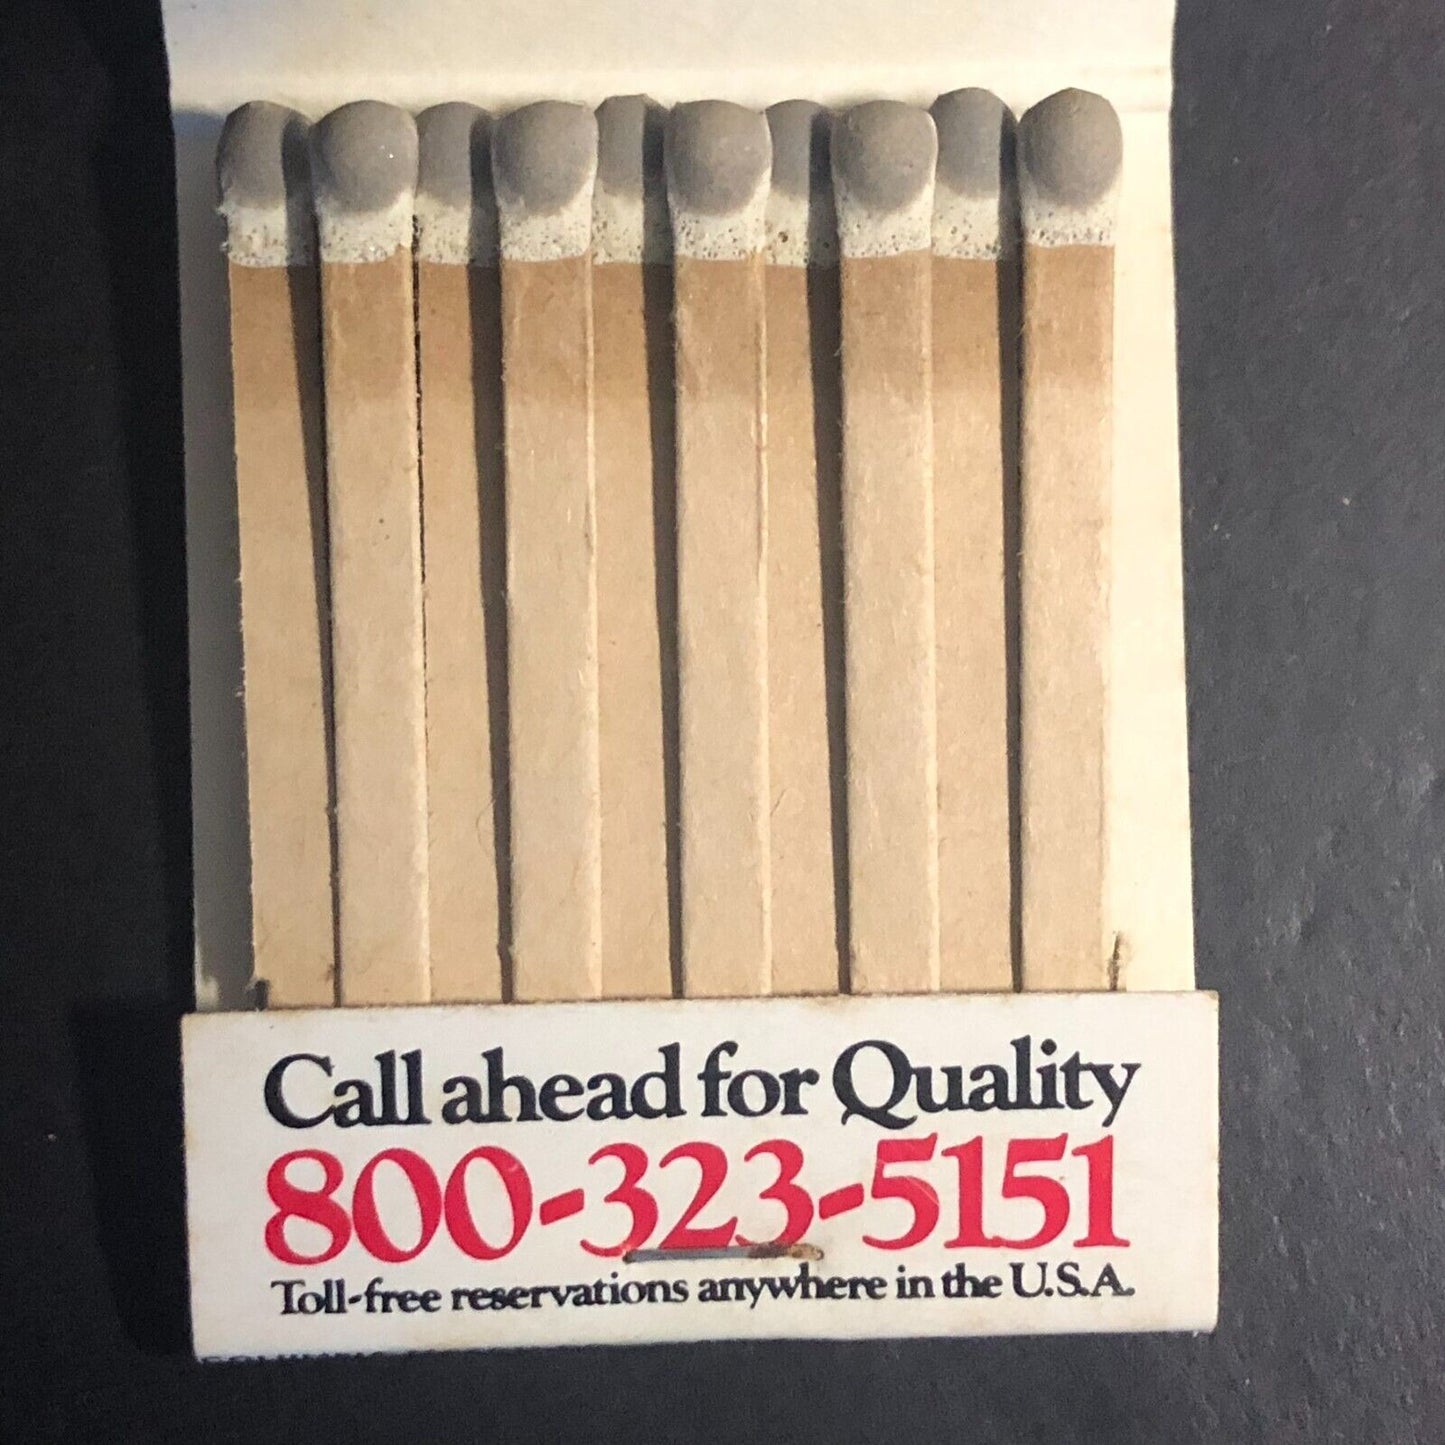 Call ahead for Quality
800-323-5151
Toll-free reservations anywhere in the U.S.A.